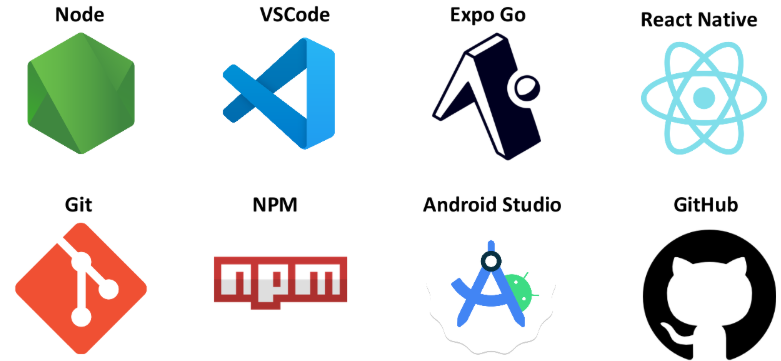 Node
VSCode
Expo Go
React Native
Git
NPM
Android Studio
GitHub
npm